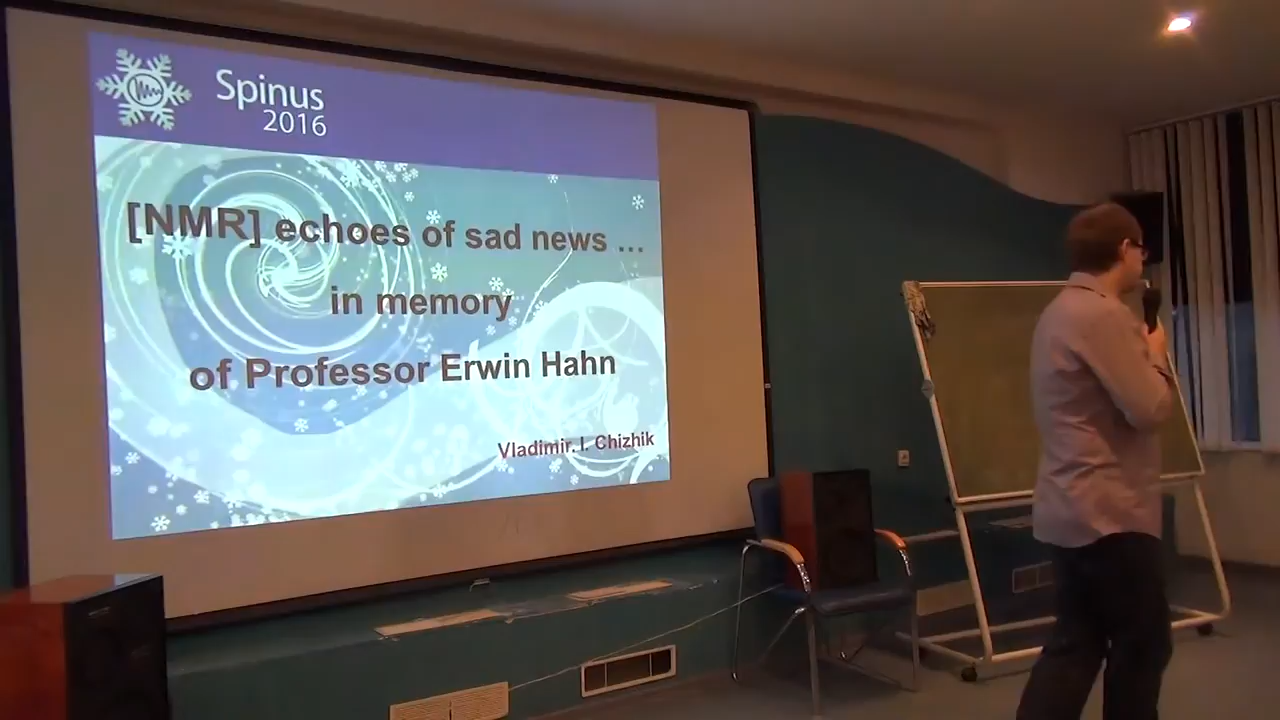 Spinus
2016
[NMR] echoes of sad news ...
in memory
of Professor Erwin Hahn
Vladimir. I. Chizhik